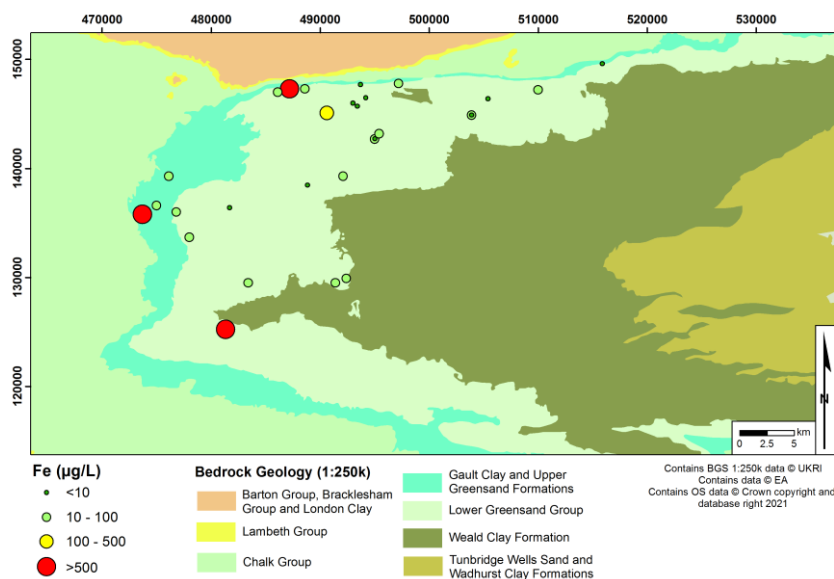 470000 480000 490000 500000 510000 520000 530000
150000
140000
130000
120000
N
km
0 2.5 5
Fe (µg/L)
<10
10 - 100
100 - 500
>500
Bedrock Geology (1:250k)
Barton Group, Bracklesham
Group and London Clay
Lambeth Group
Chalk Group
Gault Clay and Upper
Greensand Formations
Lower Greensand Group
Weald Clay Formation
Tunbridge Wells Sand and
Wadhurst Clay Formations
Contains BGS 1:250k data © UKRI
Contains data © EA
Contains OS data © Crown copyright and
database right 2021